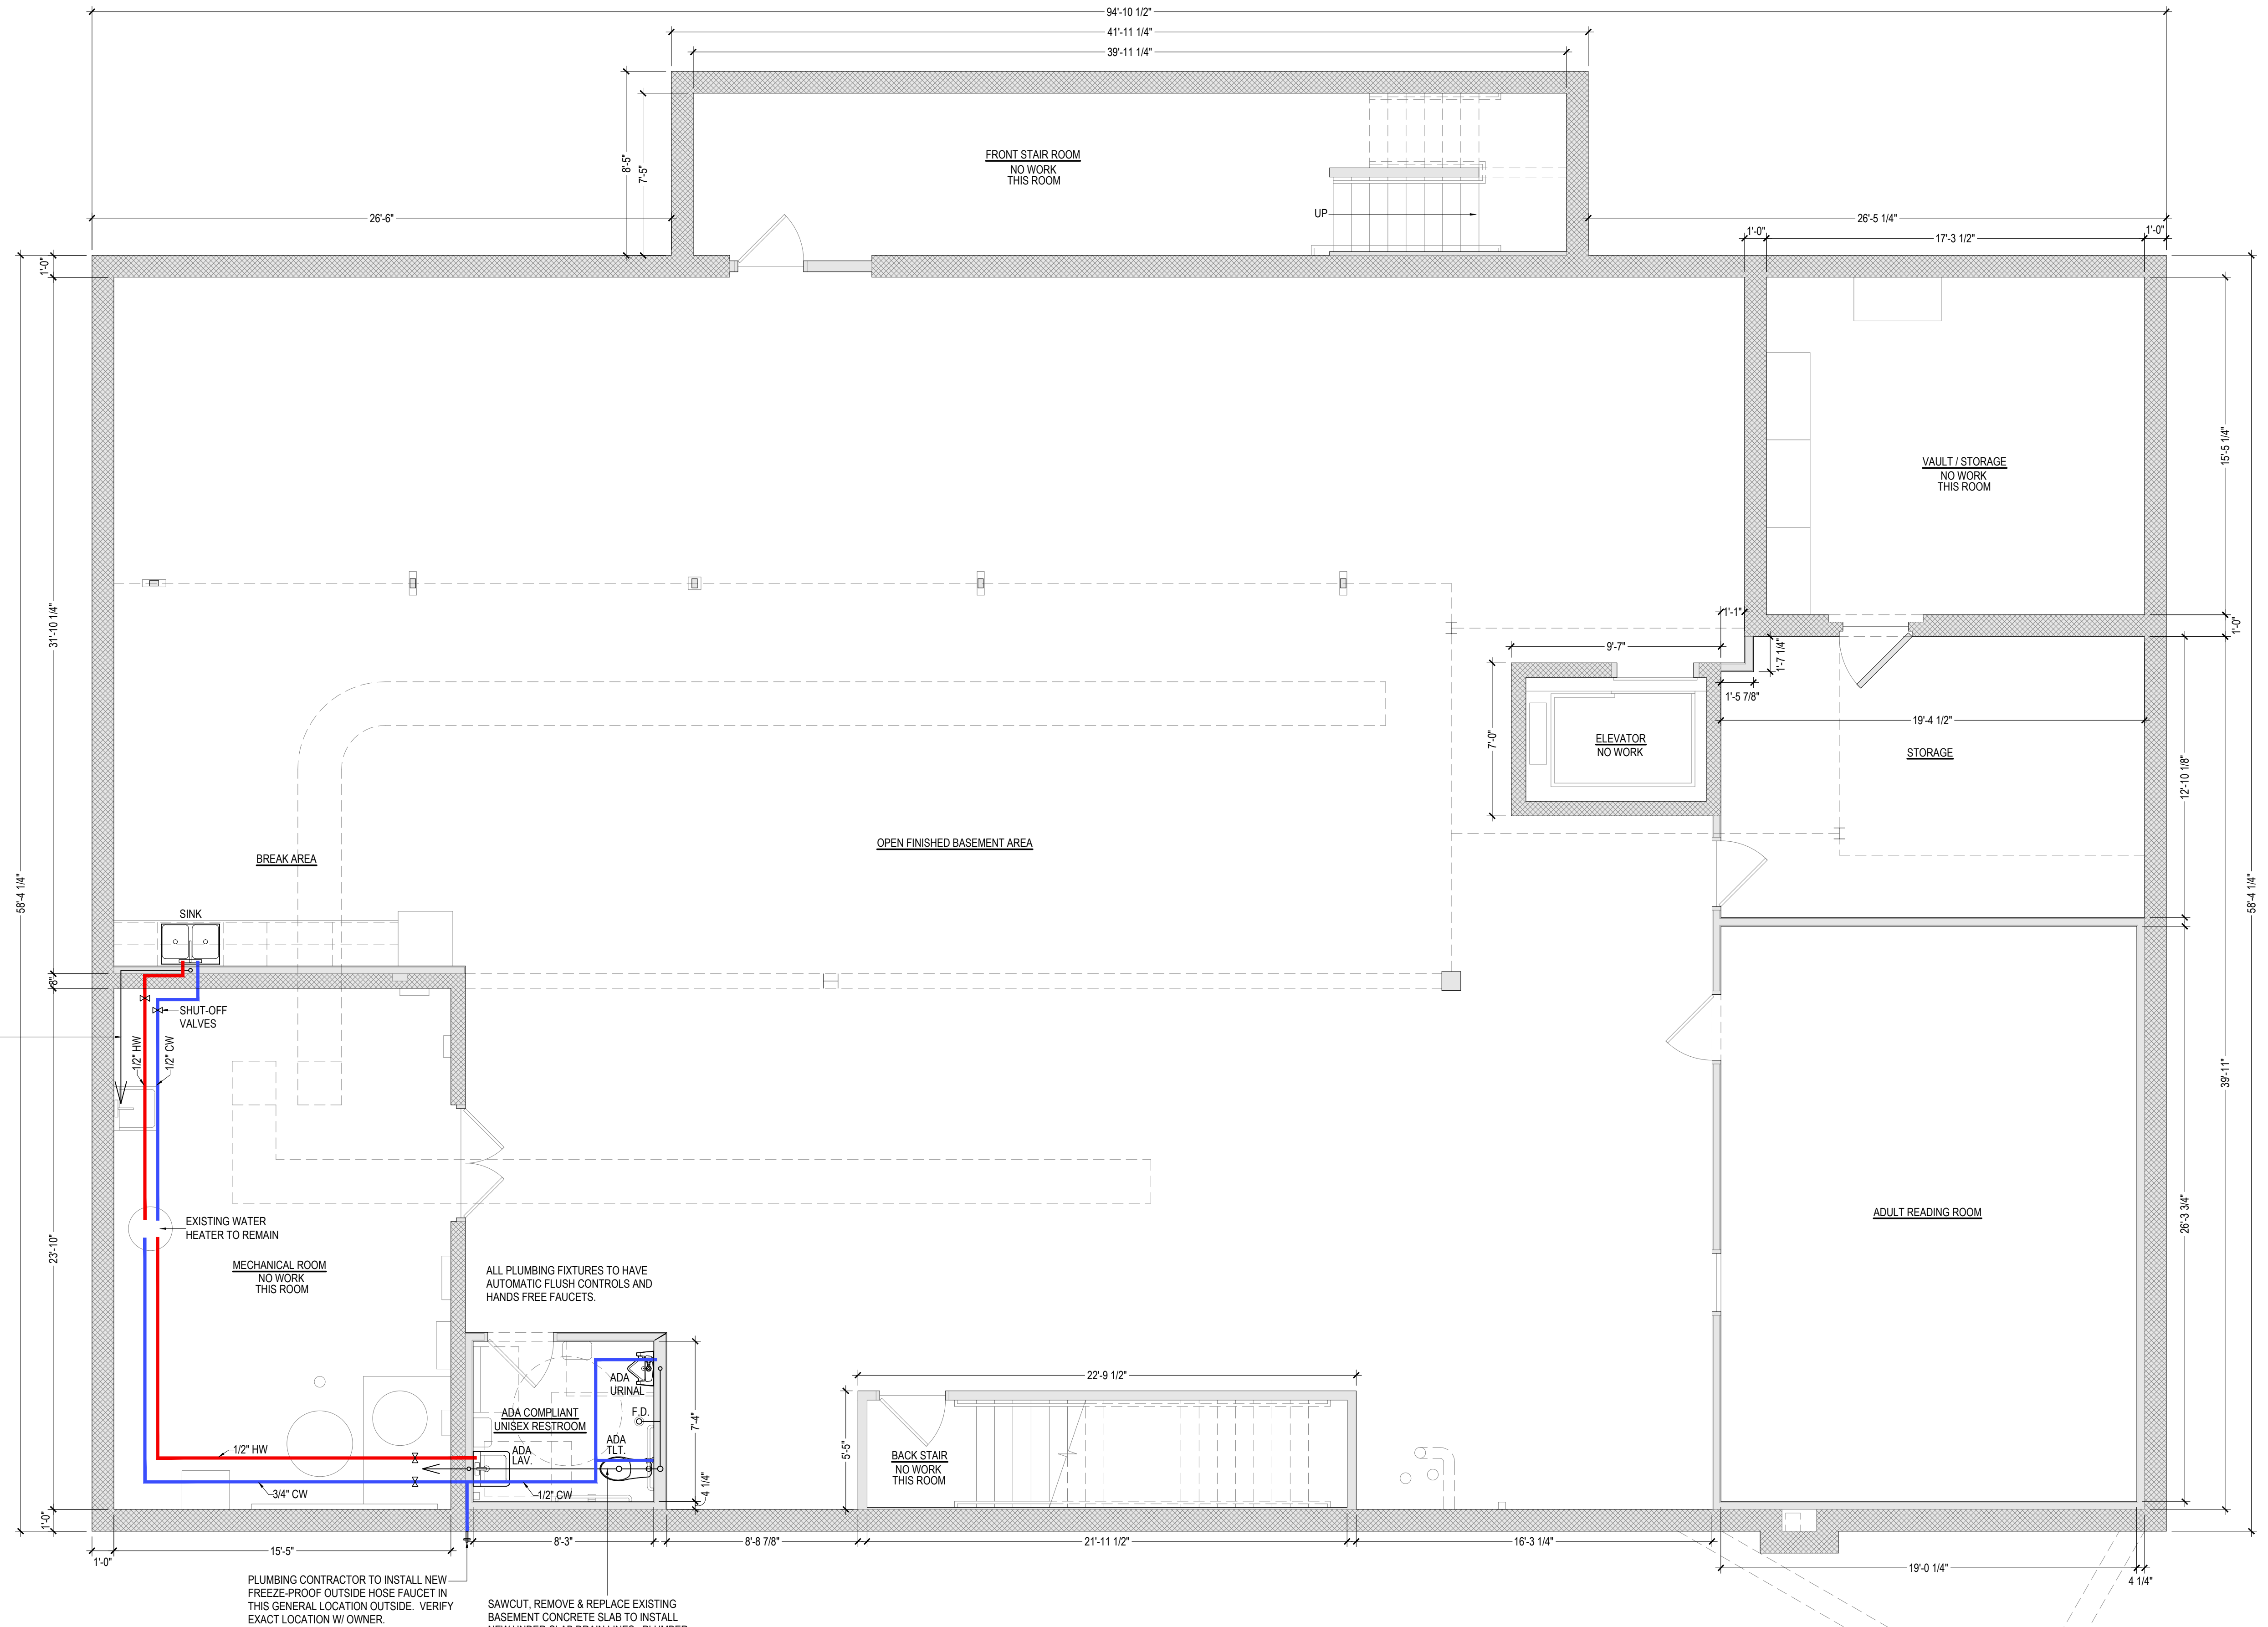 94'-10 1/2"
41'-11 1/4"
39'-11 1/4"
8'-5"
7'-5"
FRONT STAIR ROOM
NO WORK
THIS ROOM
UP
26'-6"
26'-5 1/4"
1'-0"
17'-3 1/2"
1'-0"
1'-0"
31'-10 1/4"
15'-5 1/4"
VAULT / STORAGE
NO WORK
THIS ROOM
1'-1"
1'-0"
9'-7"
1'-7 1/4"
1'-5 7/8"
19'-4 1/2"
7'-0"
ELEVATOR
NO WORK
STORAGE
12'-10 1/8"
OPEN FINISHED BASEMENT AREA
BREAK AREA
58'-4 1/4"
58'-4 1/4"
SINK
8"
SHUT-OFF
VALVES
1/2" HW
1/2" CW
39'-11"
EXISTING WATER
HEATER TO REMAIN
23'-10"
MECHANICAL ROOM
NO WORK
THIS ROOM
26'-3 3/4"
ADULT READING ROOM
ALL PLUMBING FIXTURES TO HAVE
AUTOMATIC FLUSH CONTROLS AND
HANDS FREE FAUCETS.
ADA
URINAL
22'-9 1/2"
ADA COMPLIANT
UNISEX RESTROOM
F.D.
7'-4"
ADA
TLT.
ADA
LAV.
1/2" HW
5'-5"
BACK STAIR
NO WORK
THIS ROOM
3/4" CW
1/2" CW
4 1/4"
1'-0"
1'-0"
15'-5"
8'-3"
8'-8 7/8"
21'-11 1/2"
16'-3 1/4"
19'-0 1/4"
4 1/4"
PLUMBING CONTRACTOR TO INSTALL NEW
FREEZE-PROOF OUTSIDE HOSE FAUCET IN
THIS GENERAL LOCATION OUTSIDE. VERIFY
EXACT LOCATION W/ OWNER.
SAWCUT, REMOVE & REPLACE EXISTING
BASEMENT CONCRETE SLAB TO INSTALL
NEW UNDER SLAB DRAIN LINES. PLUMBER